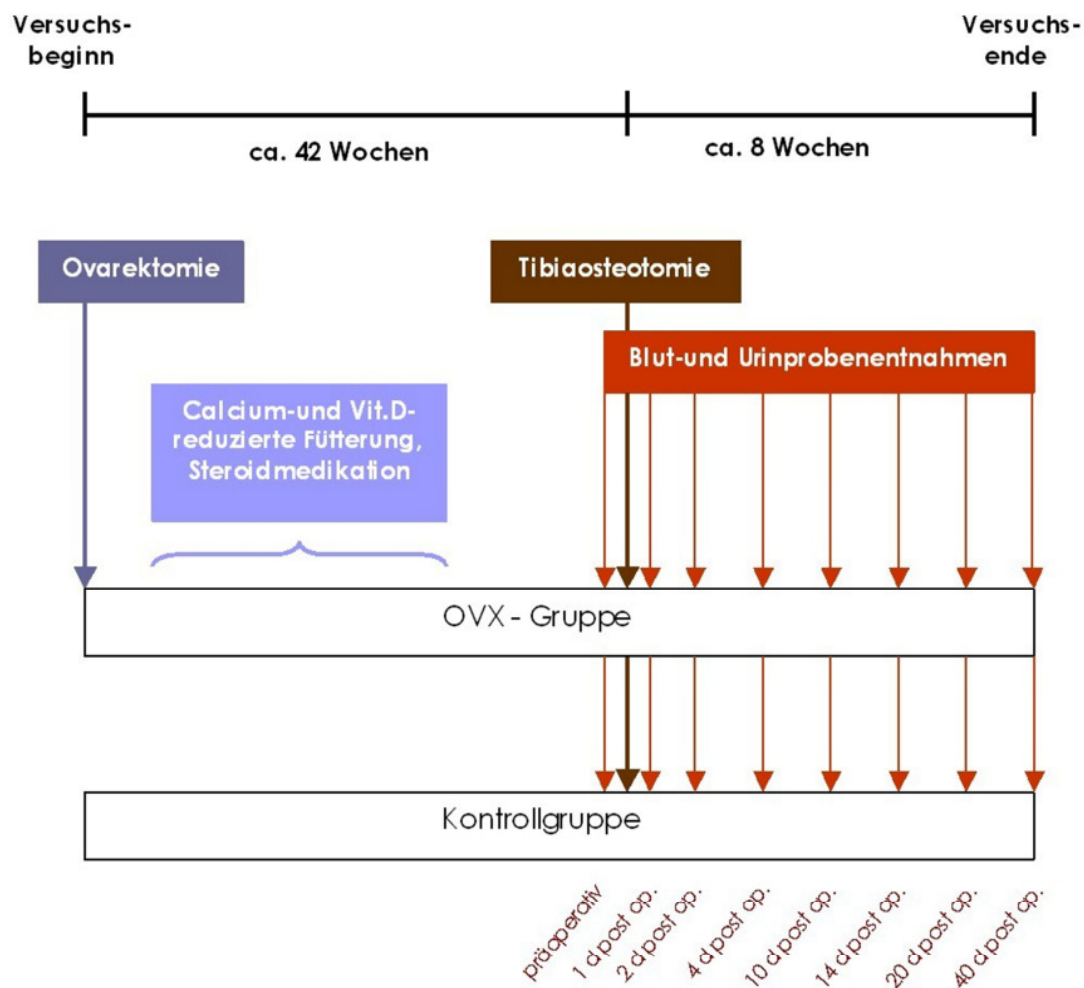 Versuchs-
beginn
Versuchs-
ende
ca. 42 Wochen
ca. 8 Wochen
Ovarektomie
Tibiaosteotomie
Blut-und Urinprobenentnahmen
Calcium-und Vit.D-
reduzierte Fütterung,
Steroidmedikation
OVX - Gruppe
Kontrollgruppe
präoperativ
1 d post op.
2 d post op.
4 d post op.
10 d post op.
14 d post op.
20 d post op.
40 d post op.